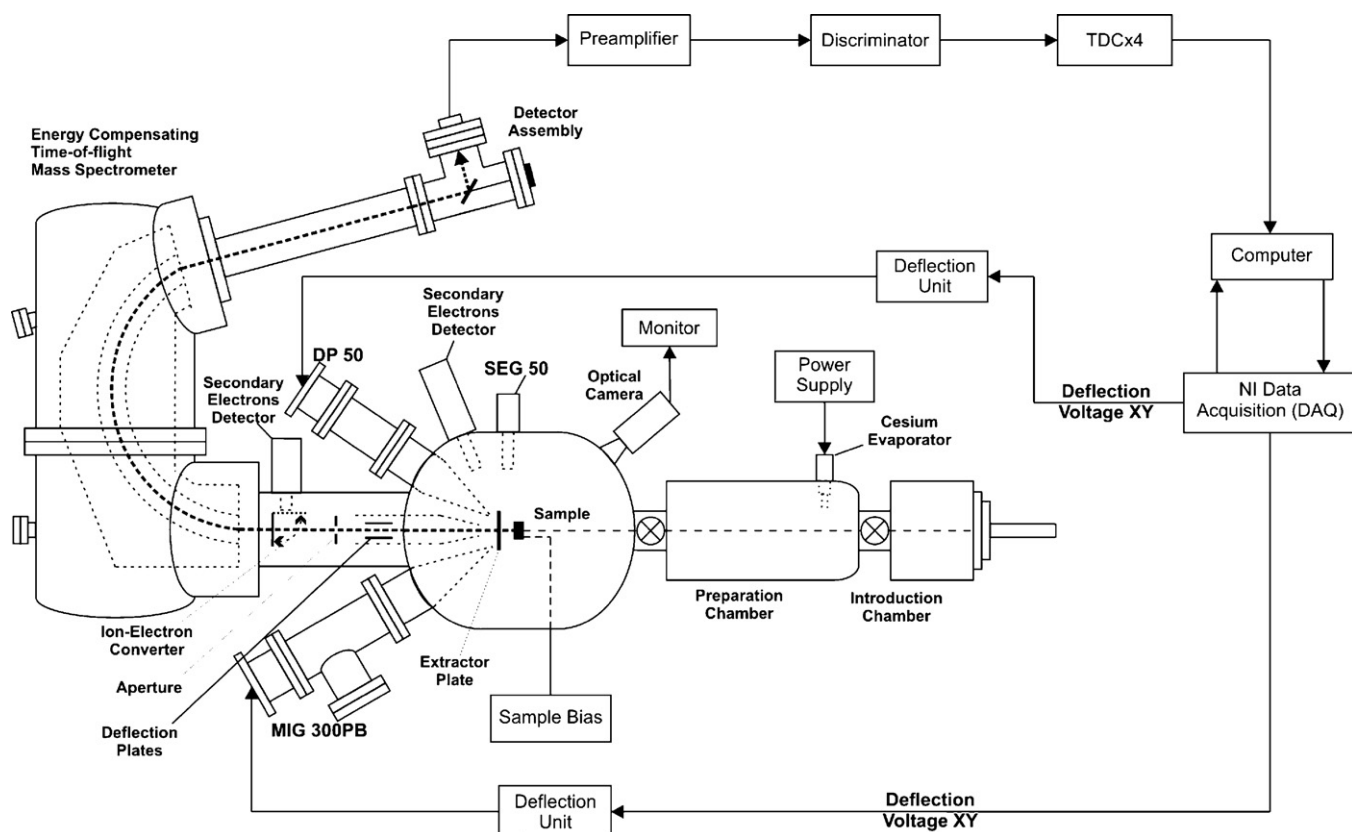 Preamplifier
Discriminator
TDCx4
Detector
Assembly
Energy Compensating
Time-of-flight
Mass Spectrometer
Computer
Deflection
Unit
Secondary
Electrons
Detector
Monitor
DP 50
SEG 50
Optical
Camera
Power
Supply
Deflection
Voltage XY
NI Data
Acquisition (DAQ)
Secondary
Electrons
Detector
Cesium
Evaporator
Sample
Preparation
Chamber
Introduction
Chamber
Ion-Electron
Converter
Extractor
Plate
Aperture
Sample Bias
MIG 300PB
Deflection
Plates
Deflection
Unit
Deflection
Voltage XY